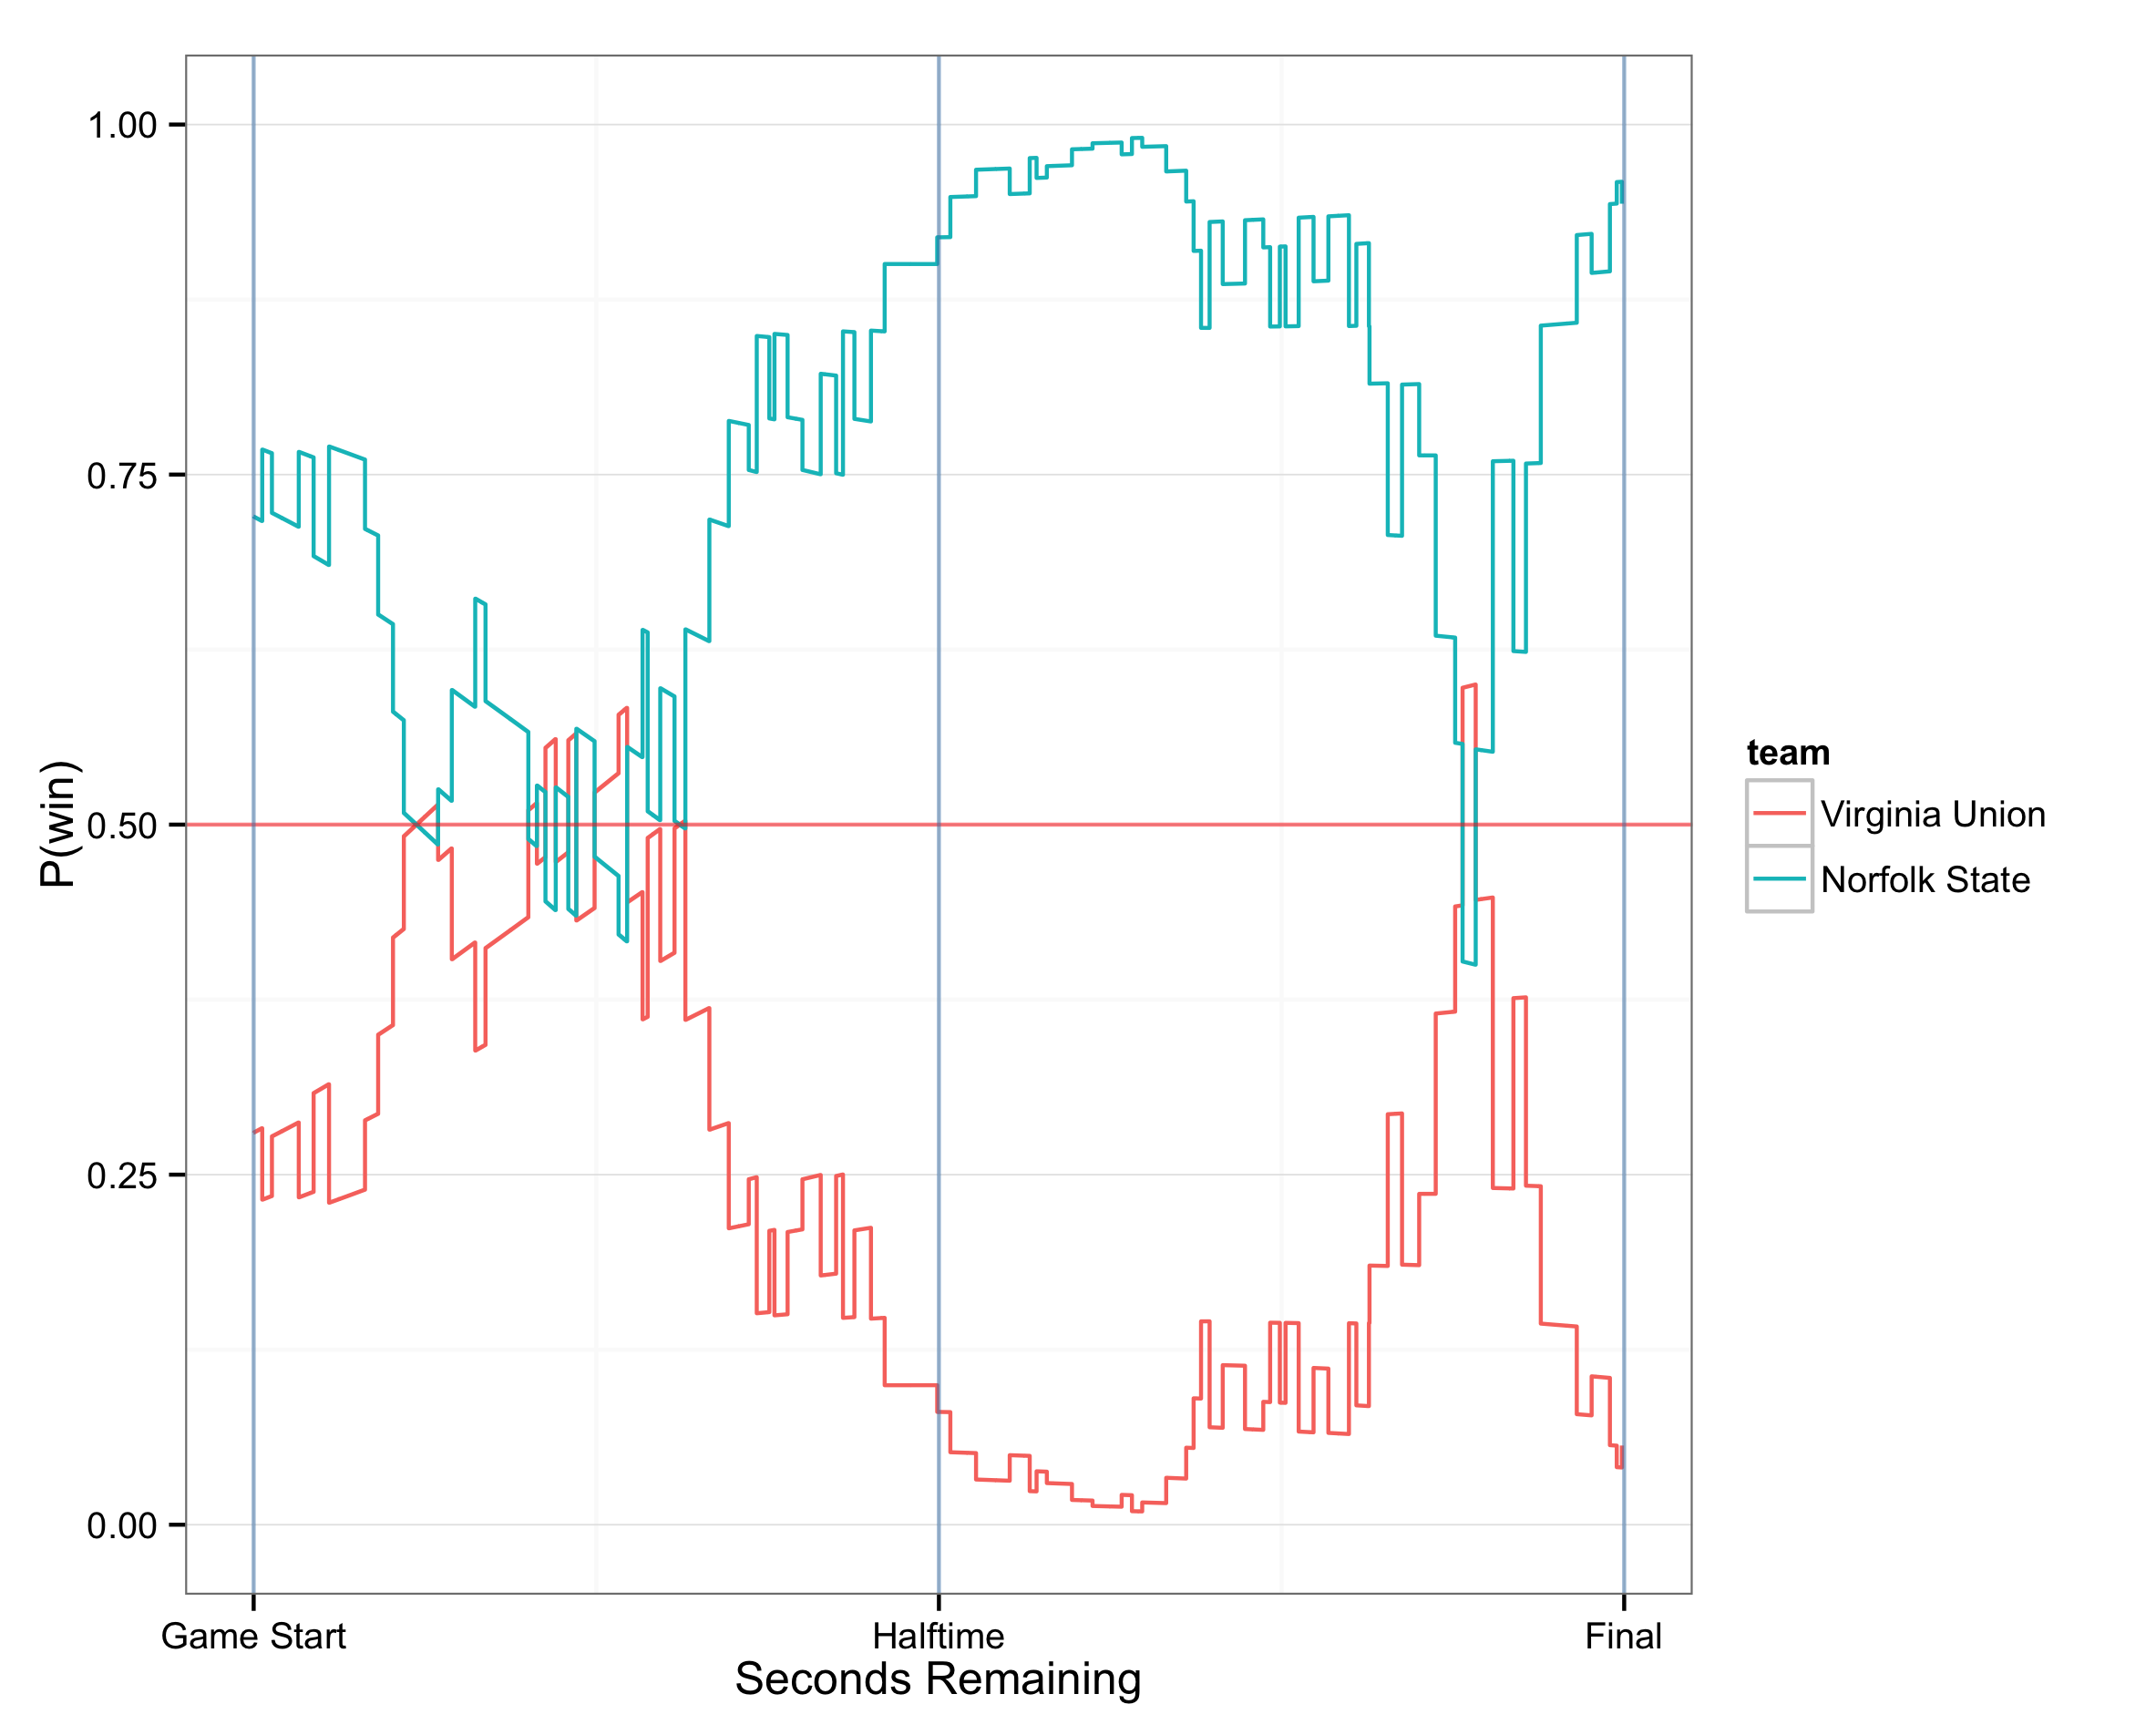 1.00
0.75
0.50
0.25
0.00
P(win)
Game Start
Halftime
Final
Seconds Remaining
team
Virginia Union
Norfolk State